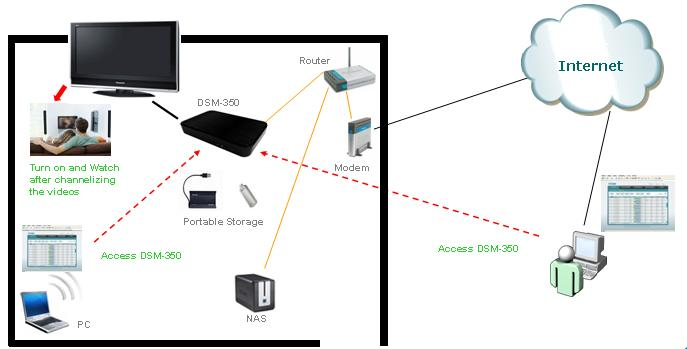 Router
Internet
DSM-350
Modem
Turn on and Watch
after channelizing
the videos
Portable Storage
Access DSM-350
Access DSM-350
PC
NAS